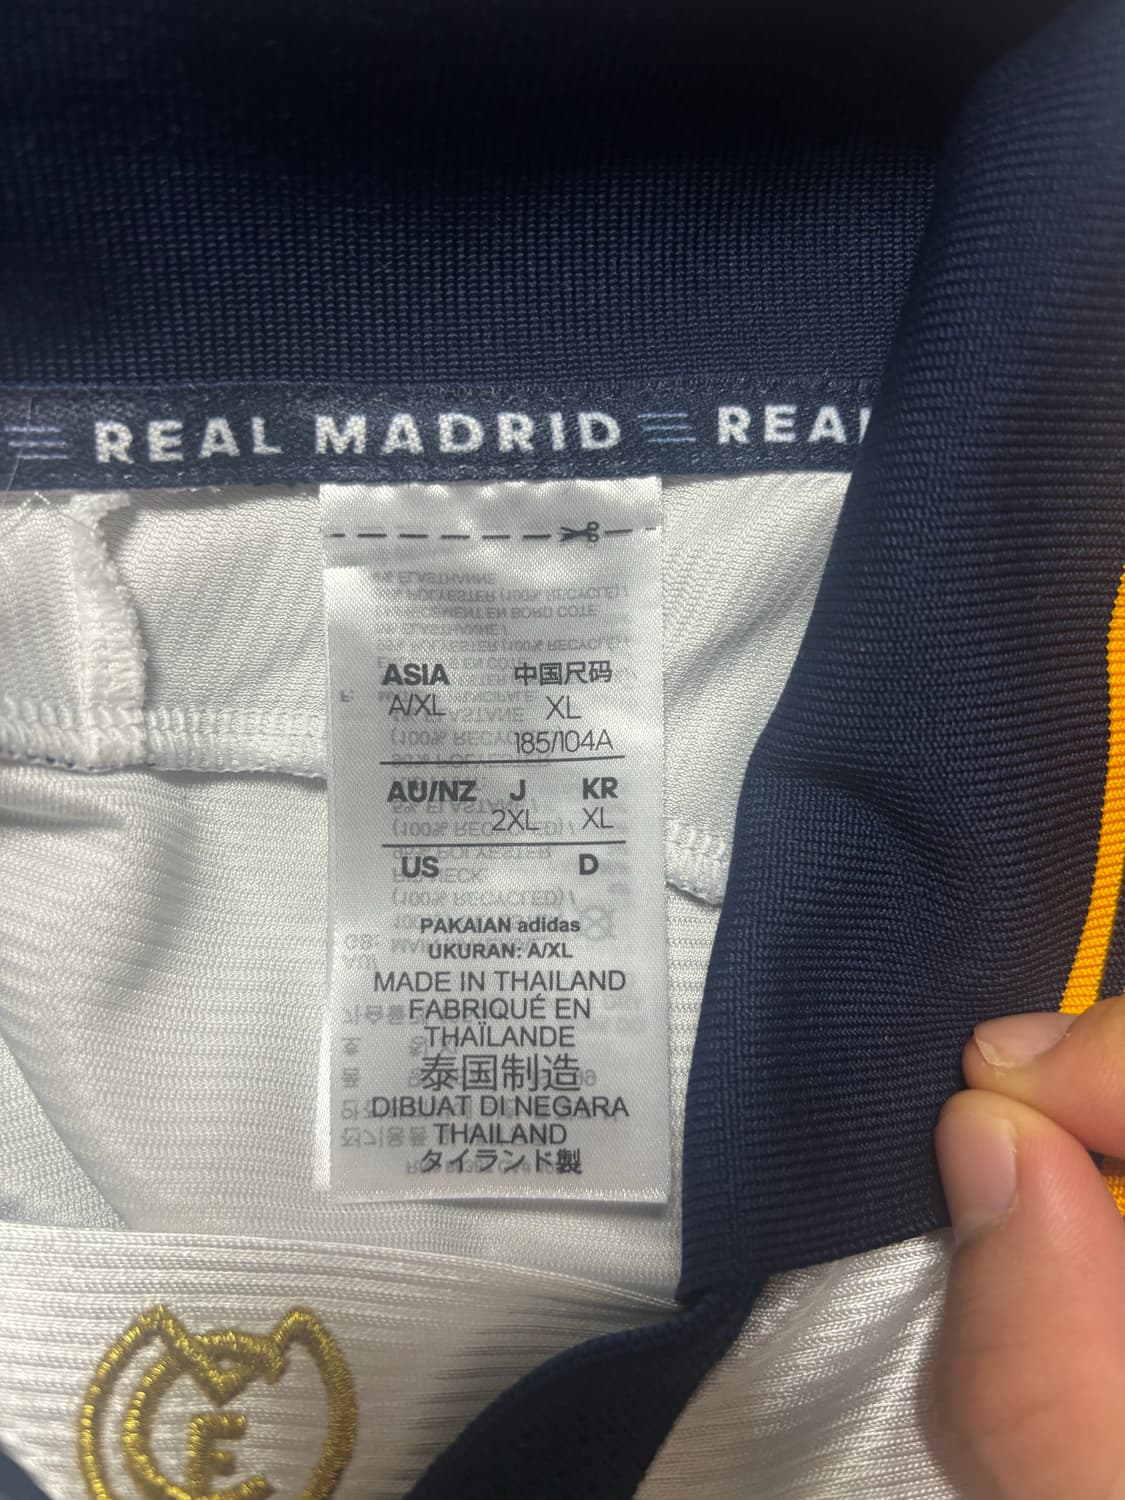 REAL MADRID REAL
ASIA 中国尺码
A/XL XL
185/104A
AU/NZ J KR
2XL XL
US D
PAKAIAN adidas
UKURAN: A/XL
MADE IN THAILAND
FABRIQUÉ EN
THAÏLANDE
泰国制造
DIBUAT DI NEGARA
THAILAND
タイランド製